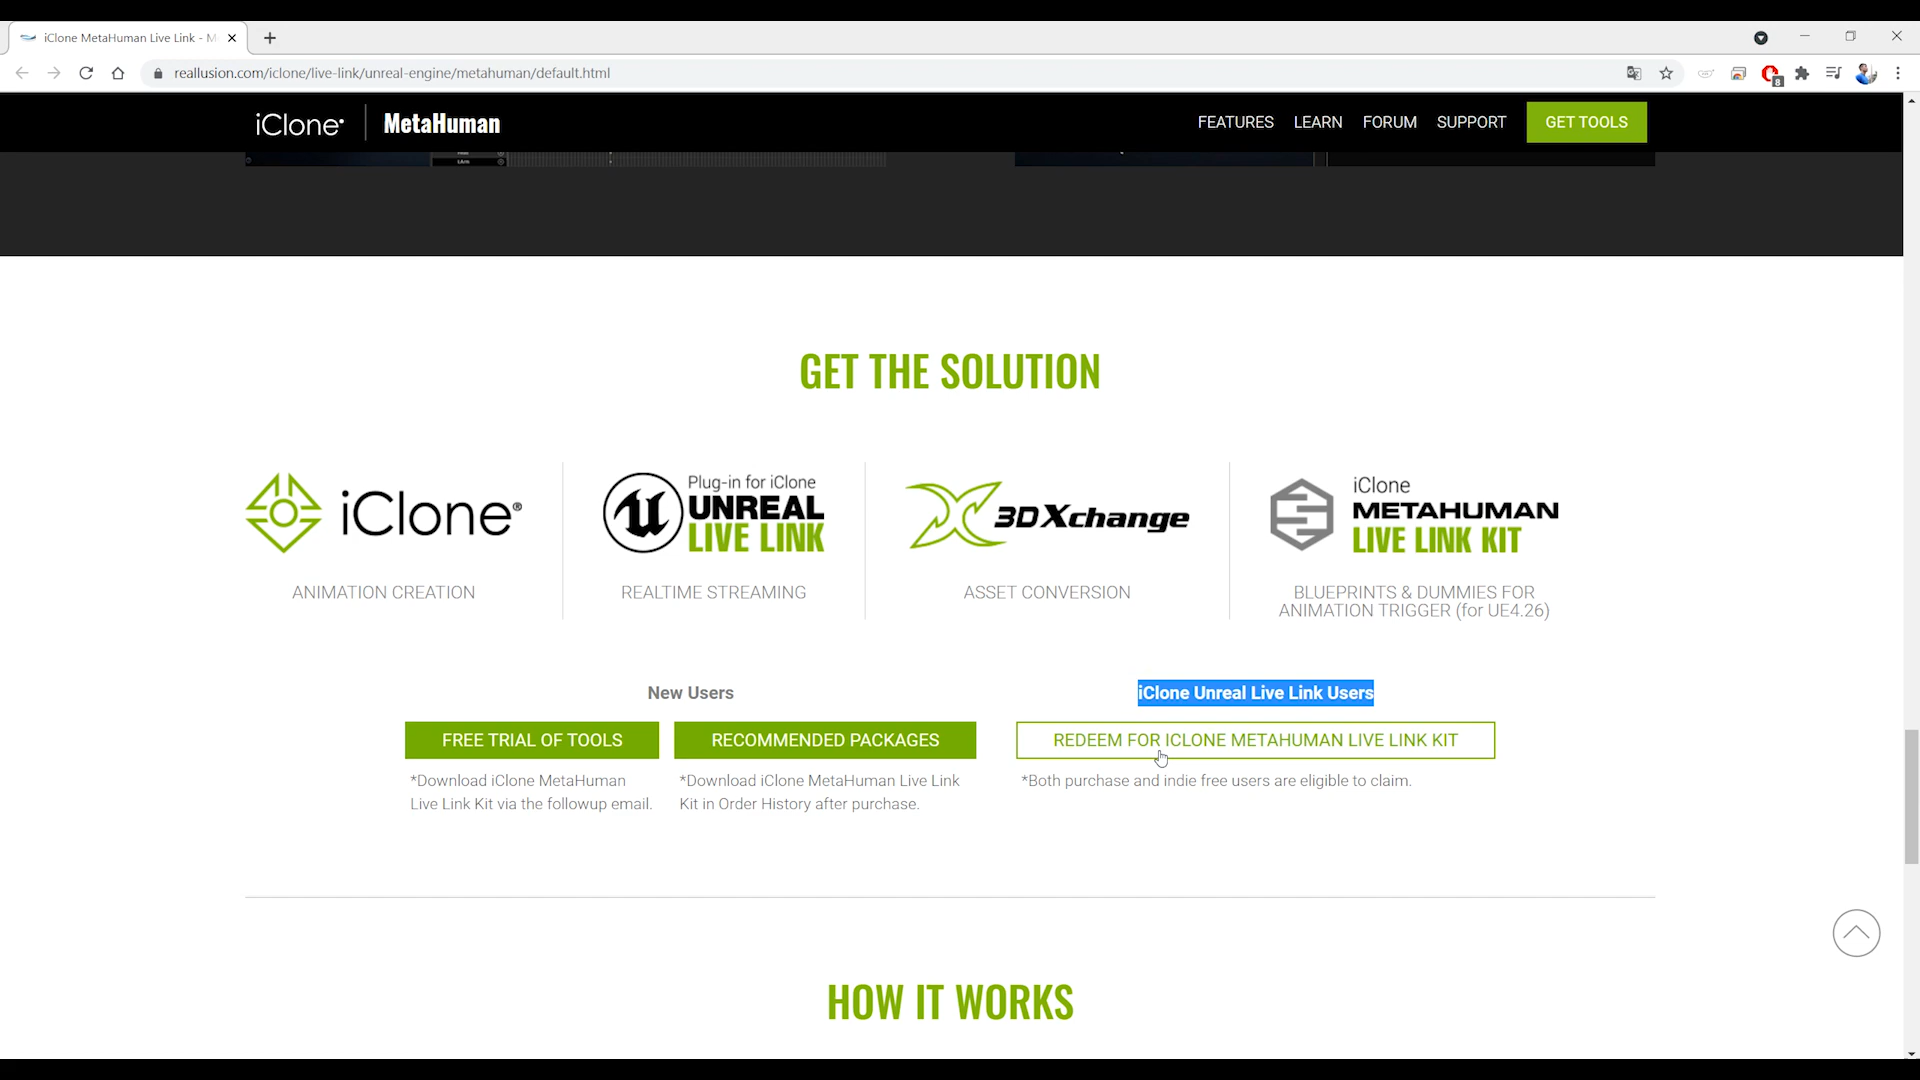 iClone MetaHuman Live Link - M
reallusion.com/iclone/live-link/unreal-engine/metahuman/default.html
8
iClone MetaHuman
FEATURES LEARN FORUM SUPPORT GET TOOLS
GET THE SOLUTION
iClone®
ANIMATION CREATION
Plug-in for iClone
UNREAL
LIVE LINK
REALTIME STREAMING
3DXchange
ASSET CONVERSION
iClone
METAHUMAN
LIVE LINK KIT
BLUEPRINTS & DUMMIES FOR
ANIMATION TRIGGER (for UE4.26)
New Users
FREE TRIAL OF TOOLS
*Download iClone MetaHuman
Live Link Kit via the followup email.
RECOMMENDED PACKAGES
*Download iClone MetaHuman Live Link
Kit in Order History after purchase.
iClone Unreal Live Link Users
REDEEM FOR ICLONE METAHUMAN LIVE LINK KIT
*Both purchase and indie free users are eligible to claim.
HOW IT WORKS